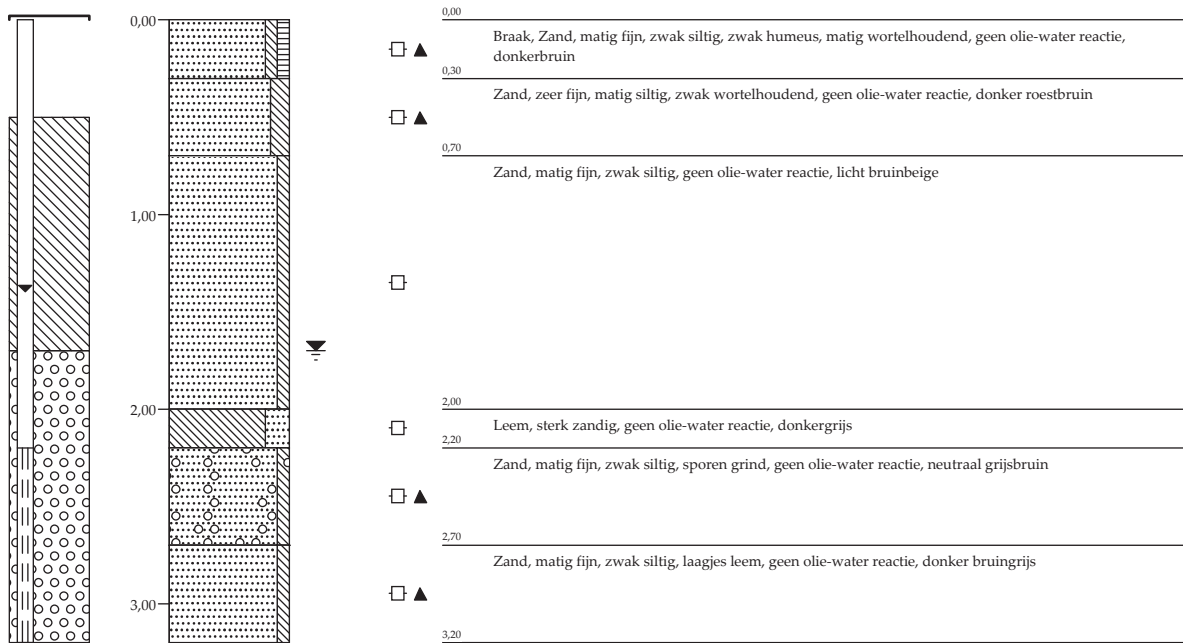 0,00
1,00
2,00
3,00
0,00
Braak, Zand, matig fijn, zwak siltig, zwak humeus, matig wortelhoudend, geen olie-water reactie,
donkerbruin
0,30
Zand, zeer fijn, matig siltig, zwak wortelhoudend, geen olie-water reactie, donker roestbruin
0,70
Zand, matig fijn, zwak siltig, geen olie-water reactie, licht bruinbeige
2,00
Leem, sterk zandig, geen olie-water reactie, donkergrijs
2,20
Zand, matig fijn, zwak siltig, sporen grind, geen olie-water reactie, neutraal grijsbruin
2,70
Zand, matig fijn, zwak siltig, laagjes leem, geen olie-water reactie, donker bruingrijs
3,20